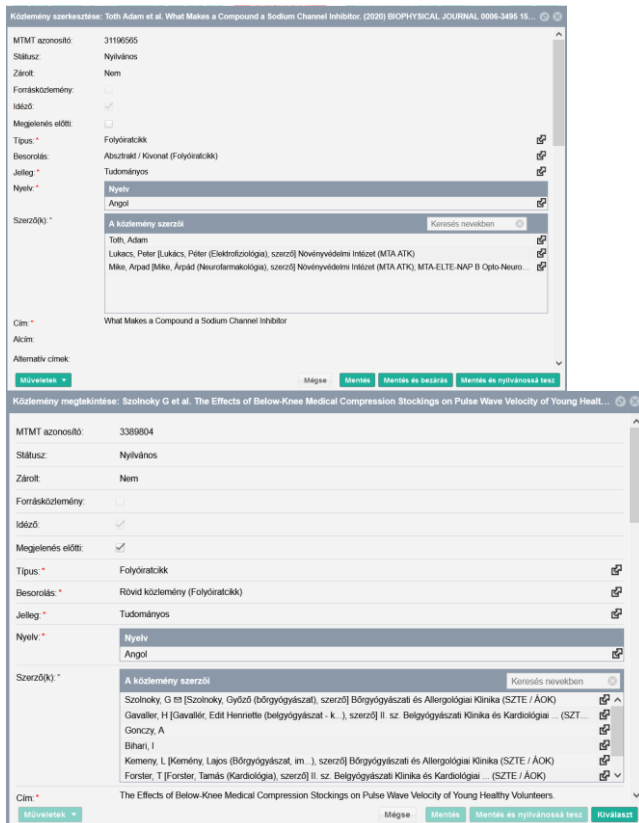 Közlemény szerkesztése: Toth Adam et al. What Makes a Compound a Sodium Channel Inhibitor. (2020) BIOPHYSICAL JOURNAL 0006-3495 15...
MTMT azonosító: 31196565
Státusz: Nyilvános
Zárolt: Nem
Forrásközlemény:
Idéző:
Megjelenés előtti:
Típus: * Folyóiratcikk
Besorolás: Absztrakt / Kivonat (Folyóiratcikk)
Jelleg: * Tudományos
Nyelv: * Nyelv
Angol
Szerző(k): * A közlemény szerzői Keresés nevekben
Toth, Adam
Lukacs, Peter [Lukács, Péter (Elektrofiziológia), szerző] Növényvédelmi Intézet (MTA ATK)
Mike, Arpad [Mike, Árpád (Neurofarmakológia), szerző] Növényvédelmi Intézet (MTA ATK); MTA-ELTE-NAP B Opto-Neuro...
Cím: * What Makes a Compound a Sodium Channel Inhibitor
Alcím:
Alternatív címek:
Műveletek Mégse Mentés Mentés és bezárás Mentés és nyilvánossá tesz
Közlemény megtekintése: Szolnoky G et al. The Effects of Below-Knee Medical Compression Stockings on Pulse Wave Velocity of Young Healt...
MTMT azonosító: 3389804
Státusz: Nyilvános
Zárolt: Nem
Forrásközlemény:
Idéző:
Megjelenés előtti:
Típus: * Folyóiratcikk
Besorolás: * Rövid közlemény (Folyóiratcikk)
Jelleg: * Tudományos
Nyelv: * Nyelv
Angol
Szerző(k): * A közlemény szerzői Keresés nevekben
Szolnoky, G [Szolnoky, Győző (bőrgyógyászat), szerző] Bőrgyógyászati és Allergológiai Klinika (SZTE / ÁOK)
Gavaller, H [Gavallér, Edit Henriette (belgyógyászat - k...), szerző] II. sz. Belgyógyászati Klinika és Kardiológiai ... (SZT...
Gonczy, A
Bihari, I
Kemeny, L [Kemény, Lajos (Bőrgyógyászat, im...), szerző] Bőrgyógyászati és Allergológiai Klinika (SZTE / ÁOK)
Forster, T [Forster, Tamás (Kardiológia), szerző] II. sz. Belgyógyászati Klinika és Kardiológiai ... (SZTE / ÁOK)
Cím: * The Effects of Below-Knee Medical Compression Stockings on Pulse Wave Velocity of Young Healthy Volunteers.
Műveletek Mégse Mentés Mentés és nyilvánossá tesz Kiválaszt